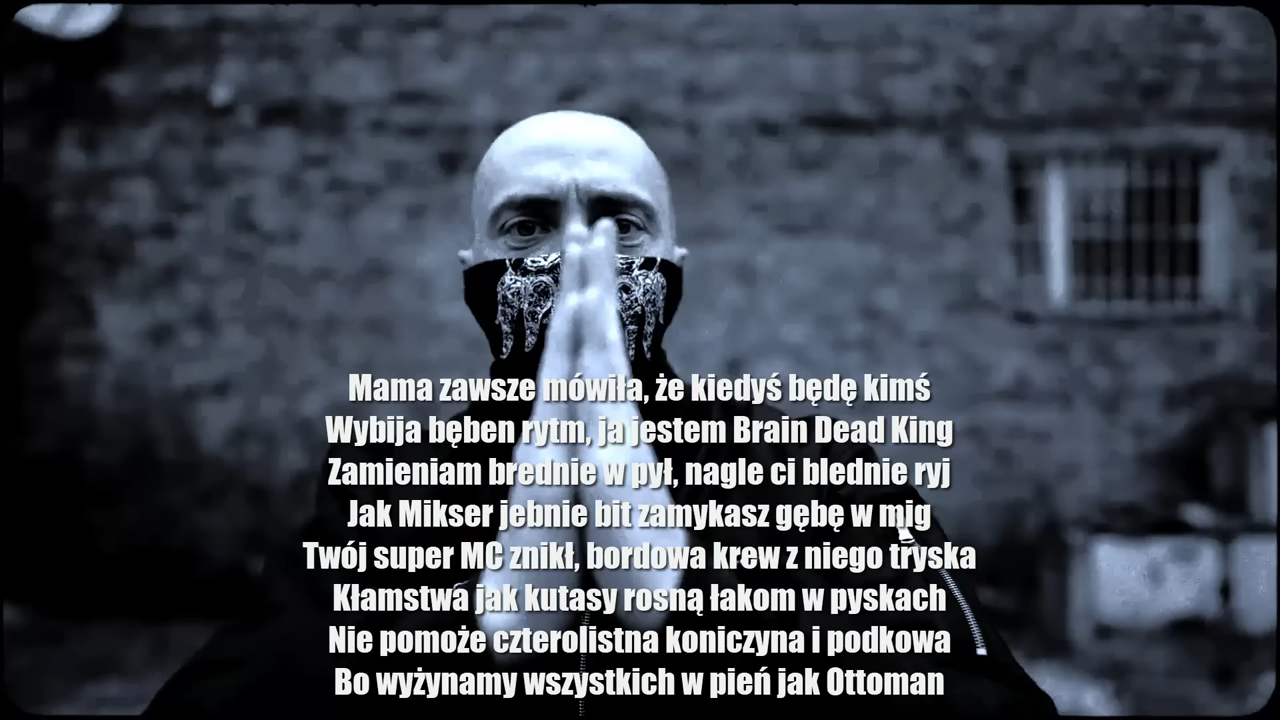 Mama zawsze mówiła, że kiedyś będę kimś
Wybija bęben rytm, ja jestem Brain Dead King
Zamieniam brednie w pył, nagle ci blednie ryj
Jak Mikser jebnie bit zamykasz gębę w mig
Twój super MC znikł, bordowa krew z niego tryska
Kłamstwa jak kutasy rosną łakom w pyskach
Nie pomoże czterolistna koniczyna i podkowa
Bo wyżynamy wszystkich w pień jak Ottoman